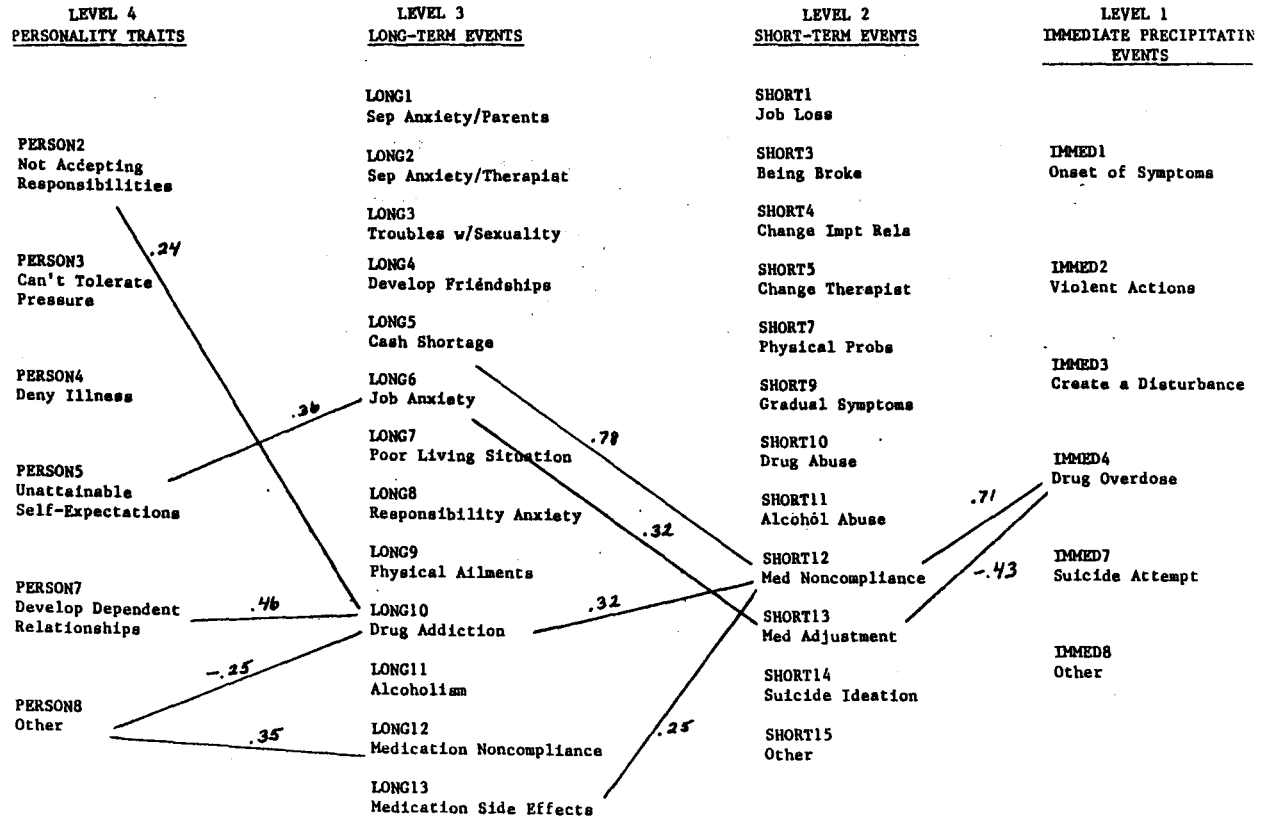 LEVEL 4
PERSONALITY TRAITS
PERSON2
Not Accepting
Responsibilities
.24
PERSON3
Can't Tolerate
Pressure
PERSON4
Deny Illness
.36
PERSON5
Unattainable
Self-Expectations
PERSON7
Develop Dependent
Relationships
.46
-.25
PERSON8
Other
.35
LEVEL 3
LONG-TERM EVENTS
LONG1
Sep Anxiety/Parents
LONG2
Sep Anxiety/Therapist
LONG3
Troubles w/Sexuality
LONG4
Develop Friendships
LONG5
Cash Shortage
LONG6
Job Anxiety
LONG7
Poor Living Situation
LONG8
Responsibility Anxiety
LONG9
Physical Ailments
LONG10
Drug Addiction
LONG11
Alcoholism
LONG12
Medication Noncompliance
LONG13
Medication Side Effects
.78
.32
.32
.25
LEVEL 2
SHORT-TERM EVENTS
SHORT1
Job Loss
SHORT3
Being Broke
SHORT4
Change Impt Rela
SHORT5
Change Therapist
SHORT7
Physical Probs
SHORT9
Gradual Symptoms
SHORT10
Drug Abuse
SHORT11
Alcohol Abuse
SHORT12
Med Noncompliance
SHORT13
Med Adjustment
SHORT14
Suicide Ideation
SHORT15
Other
.71
-.43
LEVEL 1
IMMEDIATE PRECIPITATIN
EVENTS
IMMED1
Onset of Symptoms
IMMED2
Violent Actions
IMMED3
Create a Disturbance
IMMED4
Drug Overdose
IMMED7
Suicide Attempt
IMMED8
Other